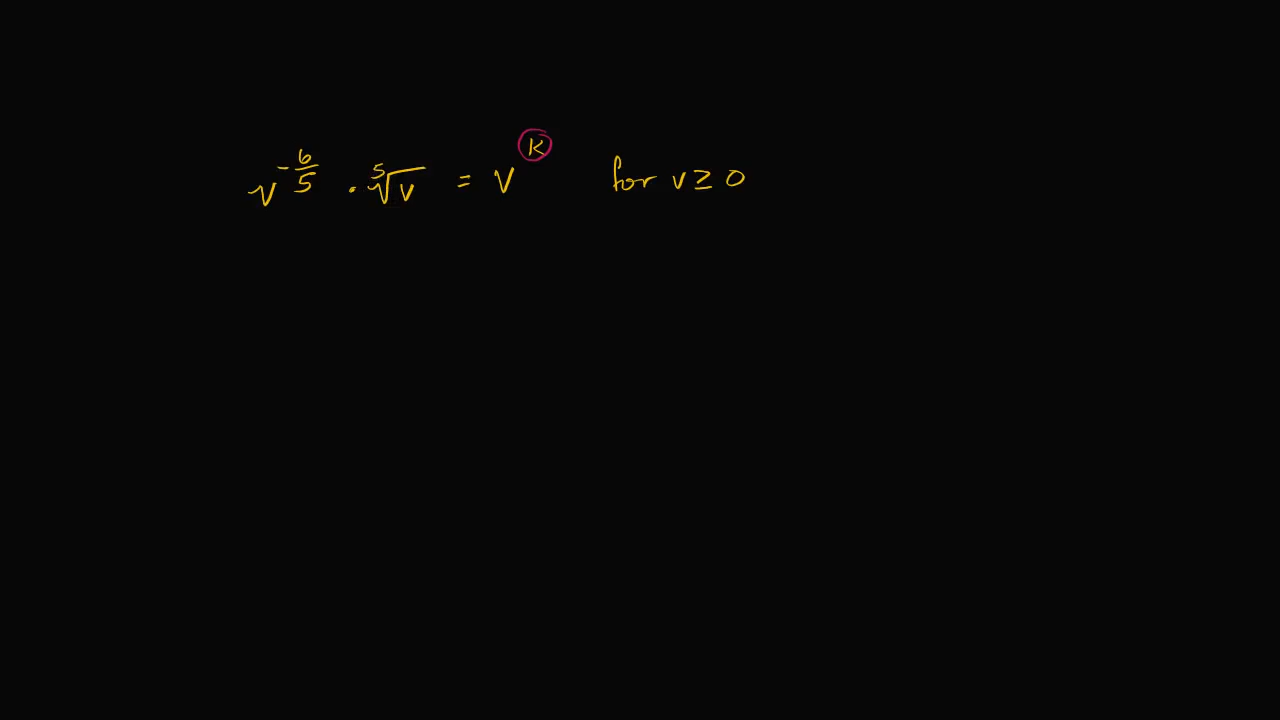 v^{-6/5} · ⁵√v = v^K for v ≥ 0